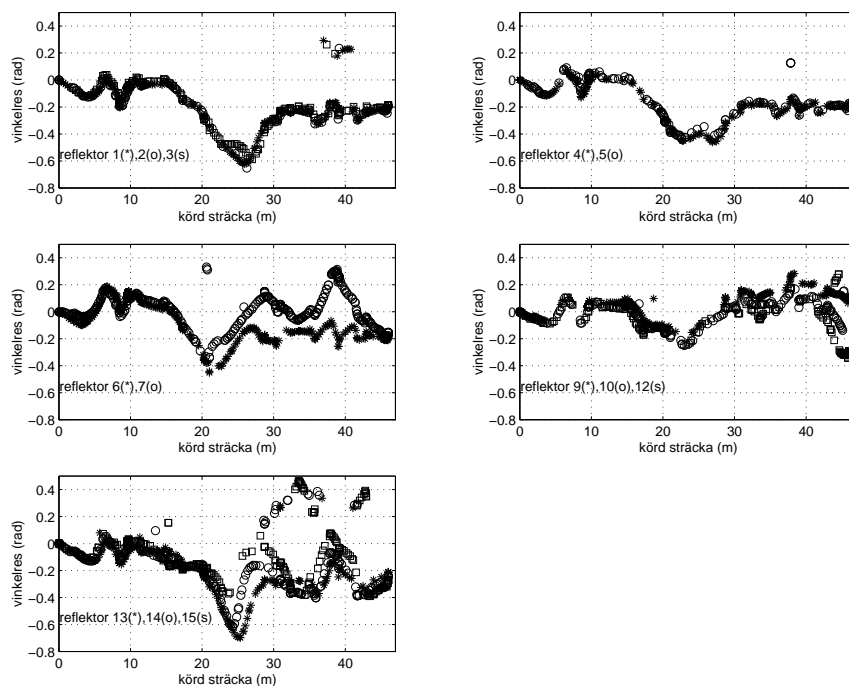 0.4
0.2
0
−0.2
−0.4
−0.6
−0.8
vinkelres (rad)
reflektor 1(*),2(o),3(s)
0 10 20 30 40
körd sträcka (m)
0.4
0.2
0
−0.2
−0.4
−0.6
−0.8
vinkelres (rad)
reflektor 4(*),5(o)
0 10 20 30 40
körd sträcka (m)
0.4
0.2
0
−0.2
−0.4
−0.6
−0.8
vinkelres (rad)
reflektor 6(*),7(o)
0 10 20 30 40
körd sträcka (m)
0.4
0.2
0
−0.2
−0.4
−0.6
−0.8
vinkelres (rad)
reflektor 9(*),10(o),12(s)
0 10 20 30 40
körd sträcka (m)
0.4
0.2
0
−0.2
−0.4
−0.6
−0.8
vinkelres (rad)
reflektor 13(*),14(o),15(s)
0 10 20 30 40
körd sträcka (m)